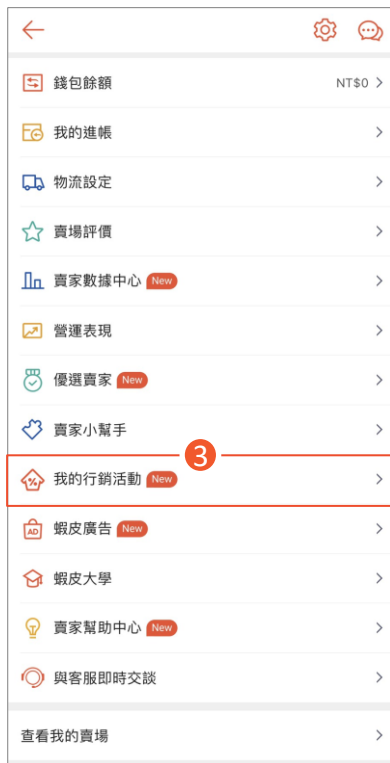 錢包餘額 NT$0 >
我的進帳 >
物流設定 >
賣場評價 >
賣家數據中心 New >
營運表現 >
優選賣家 New >
賣家小幫手 >
3
我的行銷活動 New >
AD 蝦皮廣告 New >
蝦皮大學 >
賣家幫助中心 New >
與客服即時交談 >
查看我的賣場 >